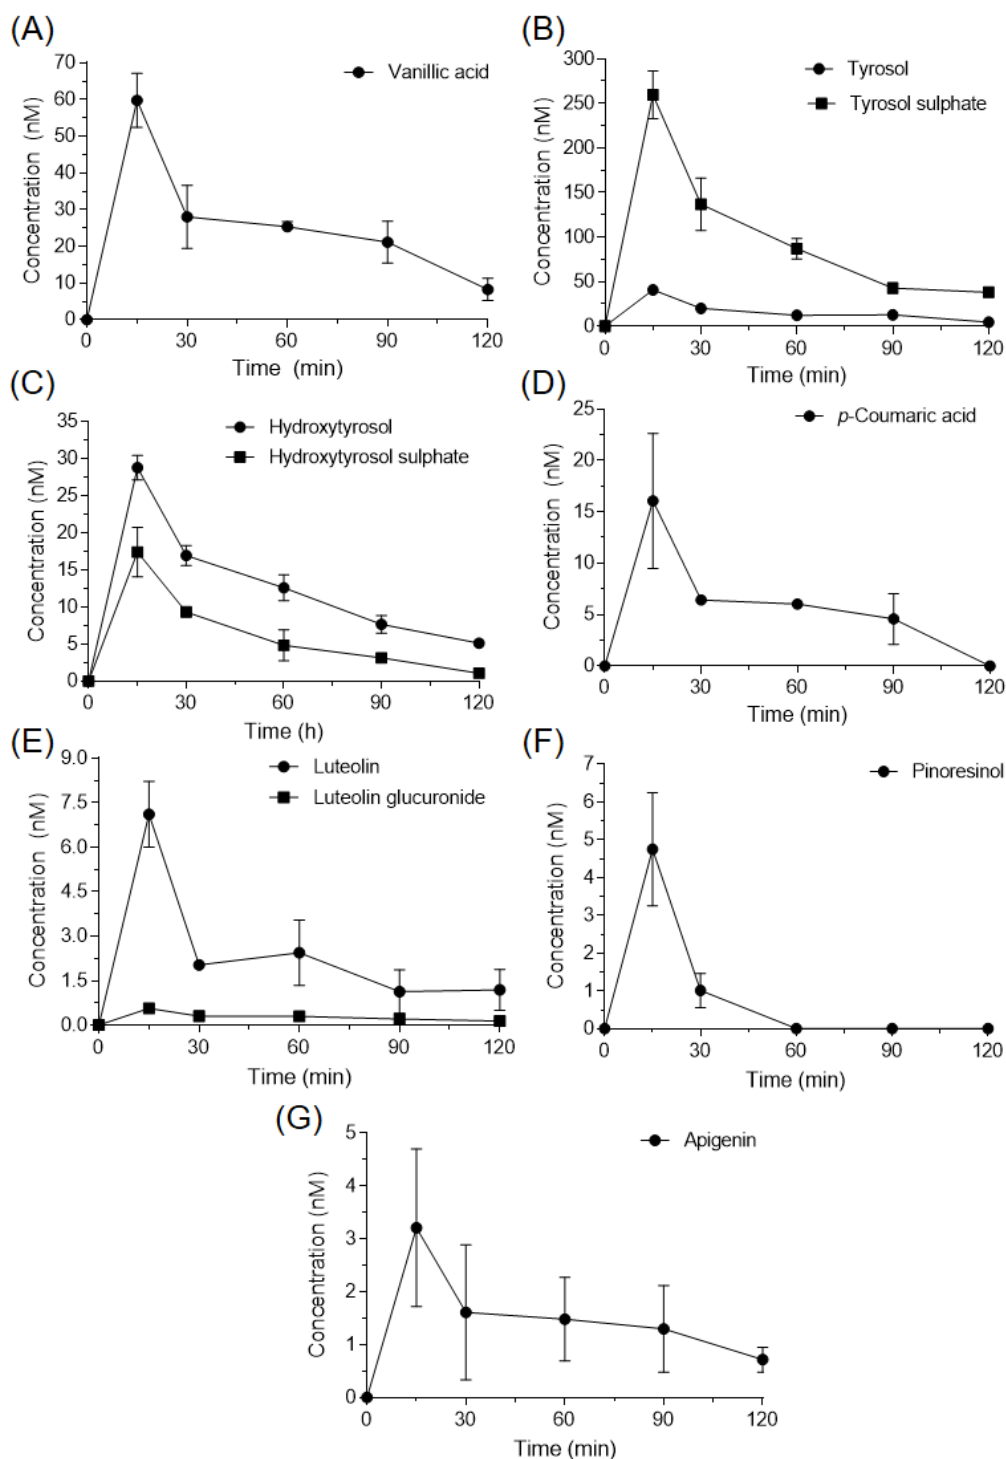 (A)
Vanillic acid
Concentration (nM)
70
60
50
40
30
20
10
0
0 30 60 90 120
Time (min)
(B)
Tyrosol
Tyrosol sulphate
Concentration (nM)
300
250
200
150
100
50
0
0 30 60 90 120
Time (min)
(C)
Hydroxytyrosol
Hydroxytyrosol sulphate
Concentration (nM)
35
30
25
20
15
10
5
0
0 30 60 90 120
Time (h)
(D)
p-Coumaric acid
Concentration (nM)
25
20
15
10
5
0
0 30 60 90 120
Time (min)
(E)
Luteolin
Luteolin glucuronide
Concentration (nM)
9.0
7.5
6.0
4.5
3.0
1.5
0.0
0 30 60 90 120
Time (min)
(F)
Pinoresinol
Concentration (nM)
7
6
5
4
3
2
1
0
0 30 60 90 120
Time (min)
(G)
Apigenin
Concentration (nM)
5
4
3
2
1
0
0 30 60 90 120
Time (min)